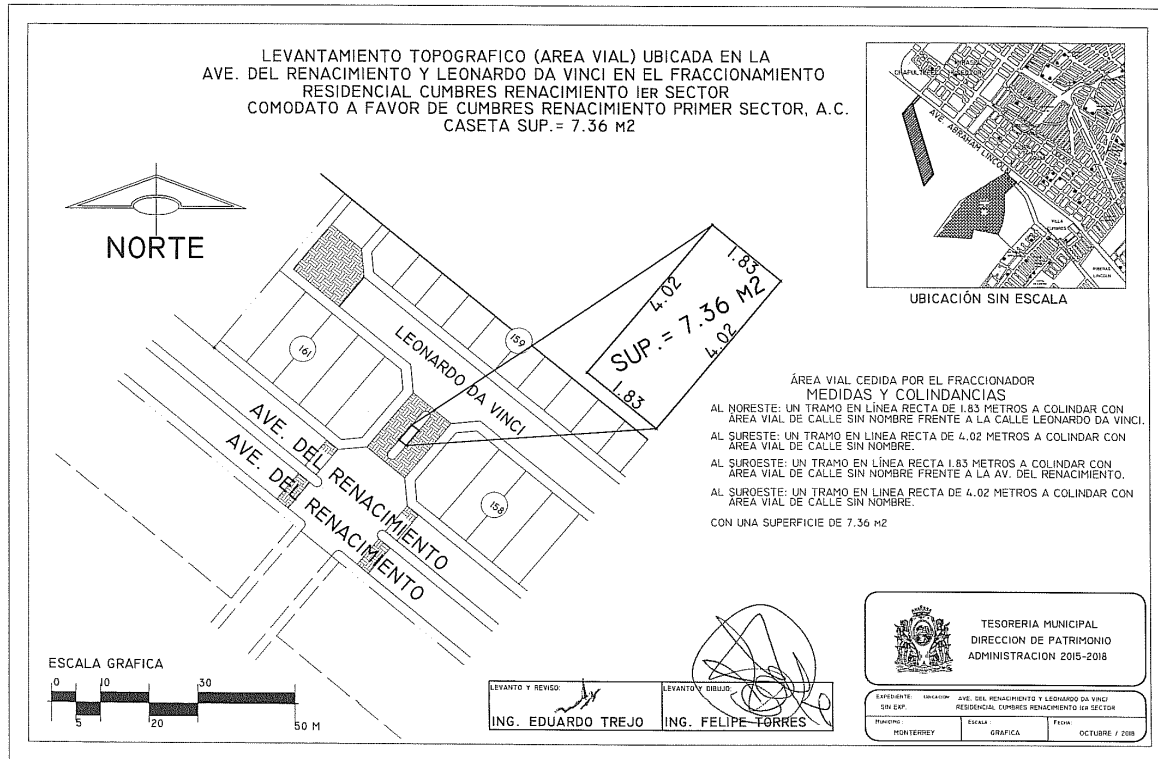 LEVANTAMIENTO TOPOGRAFICO (AREA VIAL) UBICADA EN LA
AVE. DEL RENACIMIENTO Y LEONARDO DA VINCI EN EL FRACCIONAMIENTO
RESIDENCIAL CUMBRES RENACIMIENTO 1ER SECTOR
COMODATO A FAVOR DE CUMBRES RENACIMIENTO PRIMER SECTOR, A.C.
CASETA SUP.= 7.36 M2
NORTE
CHAPULTEPEC
SECTOR
AVE. ABRAHAM LINCOLN
VILLA
CUMBRES
RIBERAS
LINCOLN
UBICACIÓN SIN ESCALA
1.83
4.02
SUP.= 7.36 M2
4.02
1.83
159
LEONARDO DA VINCI
161
AVE. DEL RENACIMIENTO
AVE. DEL RENACIMIENTO
158
ÁREA VIAL CEDIDA POR EL FRACCIONADOR
MEDIDAS Y COLINDANCIAS
AL NORESTE: UN TRAMO EN LÍNEA RECTA DE 1.83 METROS A COLINDAR CON
ÁREA VIAL DE CALLE SIN NOMBRE FRENTE A LA CALLE LEONARDO DA VINCI.
AL SURESTE: UN TRAMO EN LINEA RECTA DE 4.02 METROS A COLINDAR CON
ÁREA VIAL DE CALLE SIN NOMBRE.
AL SUROESTE: UN TRAMO EN LÍNEA RECTA 1.83 METROS A COLINDAR CON
ÁREA VIAL DE CALLE SIN NOMBRE FRENTE A LA AV. DEL RENACIMIENTO.
AL SUROESTE: UN TRAMO EN LINEA RECTA DE 4.02 METROS A COLINDAR CON
ÁREA VIAL DE CALLE SIN NOMBRE.
CON UNA SUPERFICIE DE 7.36 M2
ESCALA GRAFICA
0 10 30
5 20 50 M
LEVANTO Y REVISO:
ING. EDUARDO TREJO
LEVANTO Y DIBUJO:
ING. FELIPE TORRES
TESORERIA MUNICIPAL
DIRECCION DE PATRIMONIO
ADMINISTRACION 2015-2018
EXPEDIENTE: UBICACION AVE. DEL RENACIMIENTO Y LEONARDO DA VINCI
SIN EXP. RESIDENCIAL CUMBRES RENACIMIENTO 1ER SECTOR
MUNICIPIO: ESCALA: FECHA:
MONTERREY GRAFICA OCTUBRE / 2018